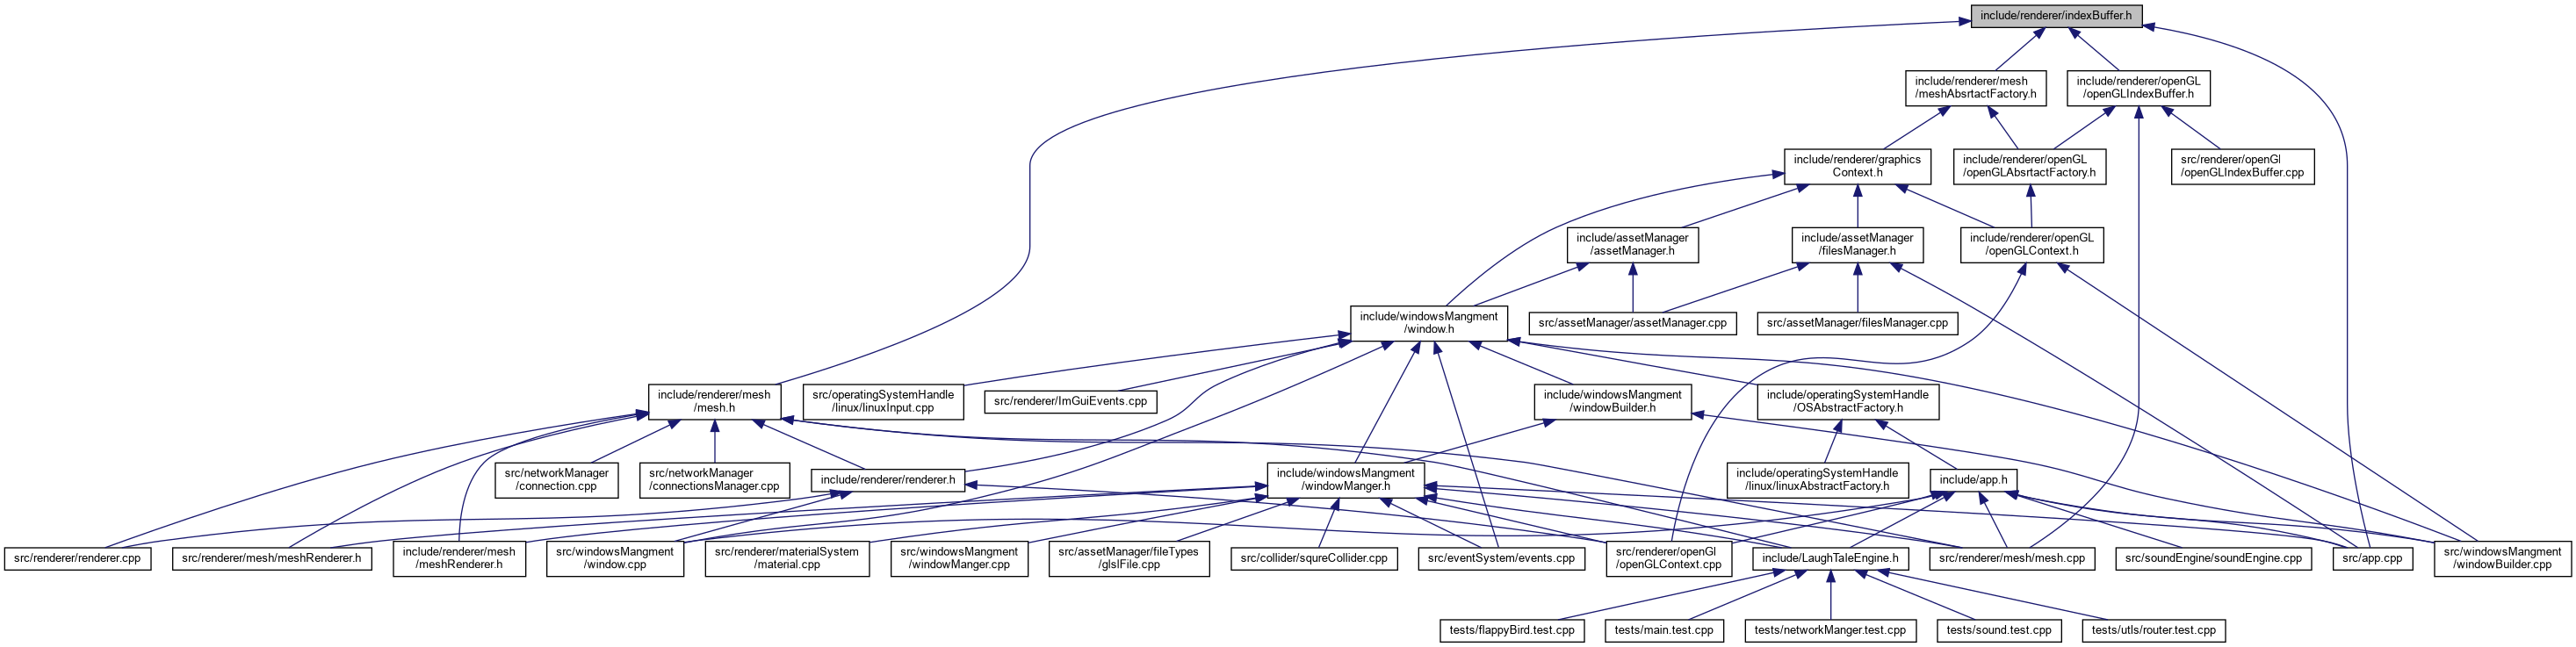 include/renderer/indexBuffer.h
include/renderer/mesh
/meshAbsrtactFactory.h
include/renderer/openGL
/openGLIndexBuffer.h
include/renderer/graphics
Context.h
include/renderer/openGL
/openGLAbsrtactFactory.h
src/renderer/openGl
/openGLIndexBuffer.cpp
include/assetManager
/assetManager.h
include/assetManager
/filesManager.h
include/renderer/openGL
/openGLContext.h
include/windowsMangment
/window.h
src/assetManager/assetManager.cpp
src/assetManager/filesManager.cpp
include/renderer/mesh
/mesh.h
src/operatingSystemHandle
/linux/linuxInput.cpp
src/renderer/ImGuiEvents.cpp
include/windowsMangment
/windowBuilder.h
include/operatingSystemHandle
/OSAbstractFactory.h
src/networkManager
/connection.cpp
src/networkManager
/connectionsManager.cpp
include/renderer/renderer.h
include/windowsMangment
/windowManger.h
include/operatingSystemHandle
/linux/linuxAbstractFactory.h
include/app.h
src/renderer/renderer.cpp
src/renderer/mesh/meshRenderer.h
include/renderer/mesh
/meshRenderer.h
src/windowsMangment
/window.cpp
src/renderer/materialSystem
/material.cpp
src/windowsMangment
/windowManger.cpp
src/assetManager/fileTypes
/glslFile.cpp
src/collider/squreCollider.cpp
src/eventSystem/events.cpp
src/renderer/openGl
/openGLContext.cpp
include/LaughTaleEngine.h
src/renderer/mesh/mesh.cpp
src/soundEngine/soundEngine.cpp
src/app.cpp
src/windowsMangment
/windowBuilder.cpp
tests/flappyBird.test.cpp
tests/main.test.cpp
tests/networkManger.test.cpp
tests/sound.test.cpp
tests/utls/router.test.cpp